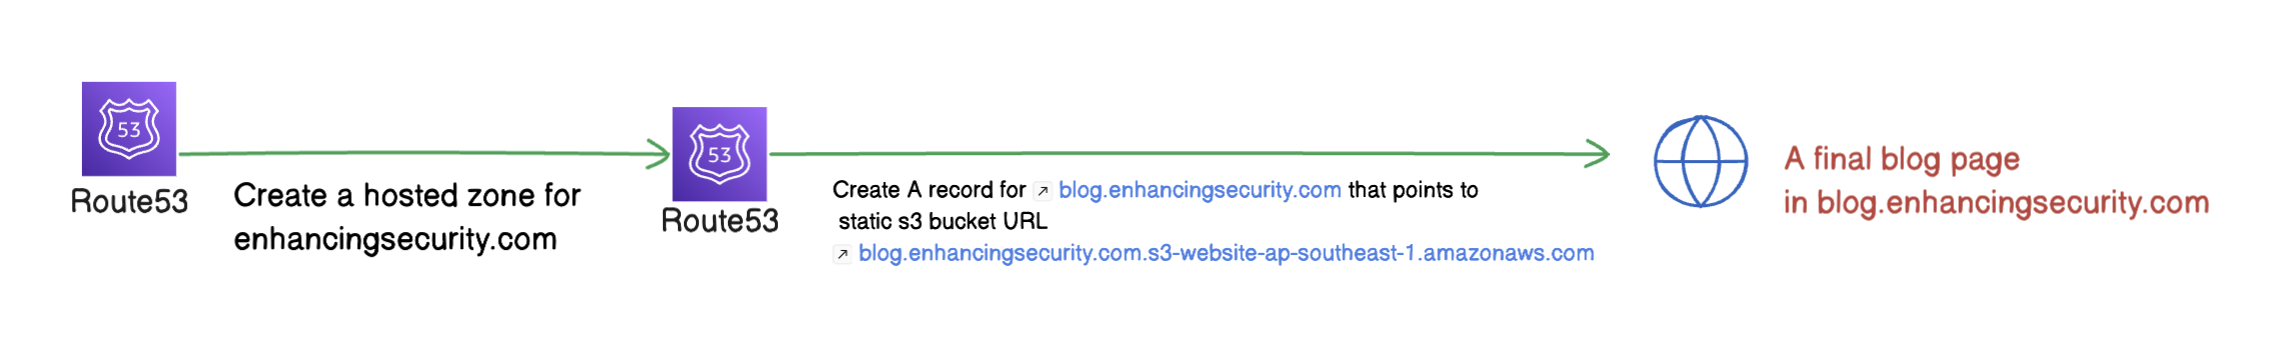 53
Route53
Create a hosted zone for
enhancingsecurity.com
53
Route53
Create A record for blog.enhancingsecurity.com that points to
static s3 bucket URL
blog.enhancingsecurity.com.s3-website-ap-southeast-1.amazonaws.com
A final blog page
in blog.enhancingsecurity.com